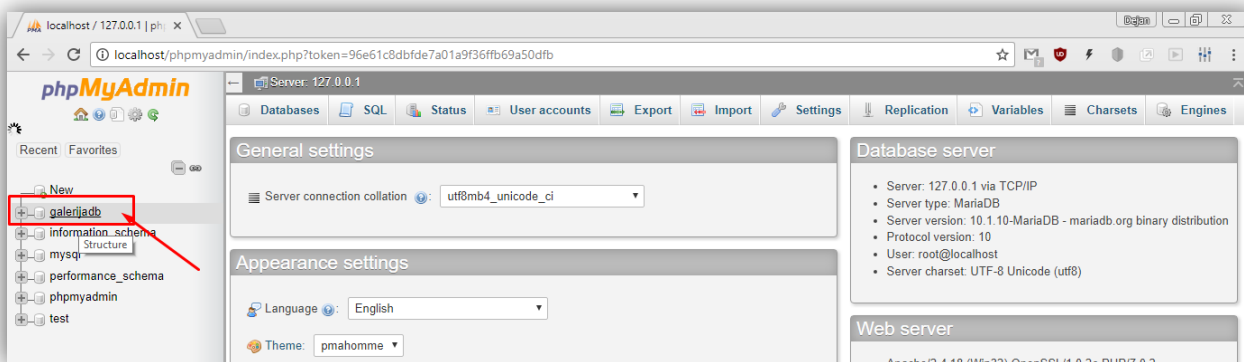 localhost / 127.0.0.1 | ph
Dejan
localhost/phpmyadmin/index.php?token=96e61c8dbfde7a01a9f36ffb69a50dfb
phpMyAdmin
Server: 127.0.0.1
Databases SQL Status User accounts Export Import Settings Replication Variables Charsets Engines
Recent Favorites
New
galerijadb
information_schema
Structure
mysql
performance_schema
phpmyadmin
test
General settings
Server connection collation : utf8mb4_unicode_ci
Appearance settings
Language : English
Theme: pmahomme
Database server
Server: 127.0.0.1 via TCP/IP
Server type: MariaDB
Server version: 10.1.10-MariaDB - mariadb.org binary distribution
Protocol version: 10
User: root@localhost
Server charset: UTF-8 Unicode (utf8)
Web server